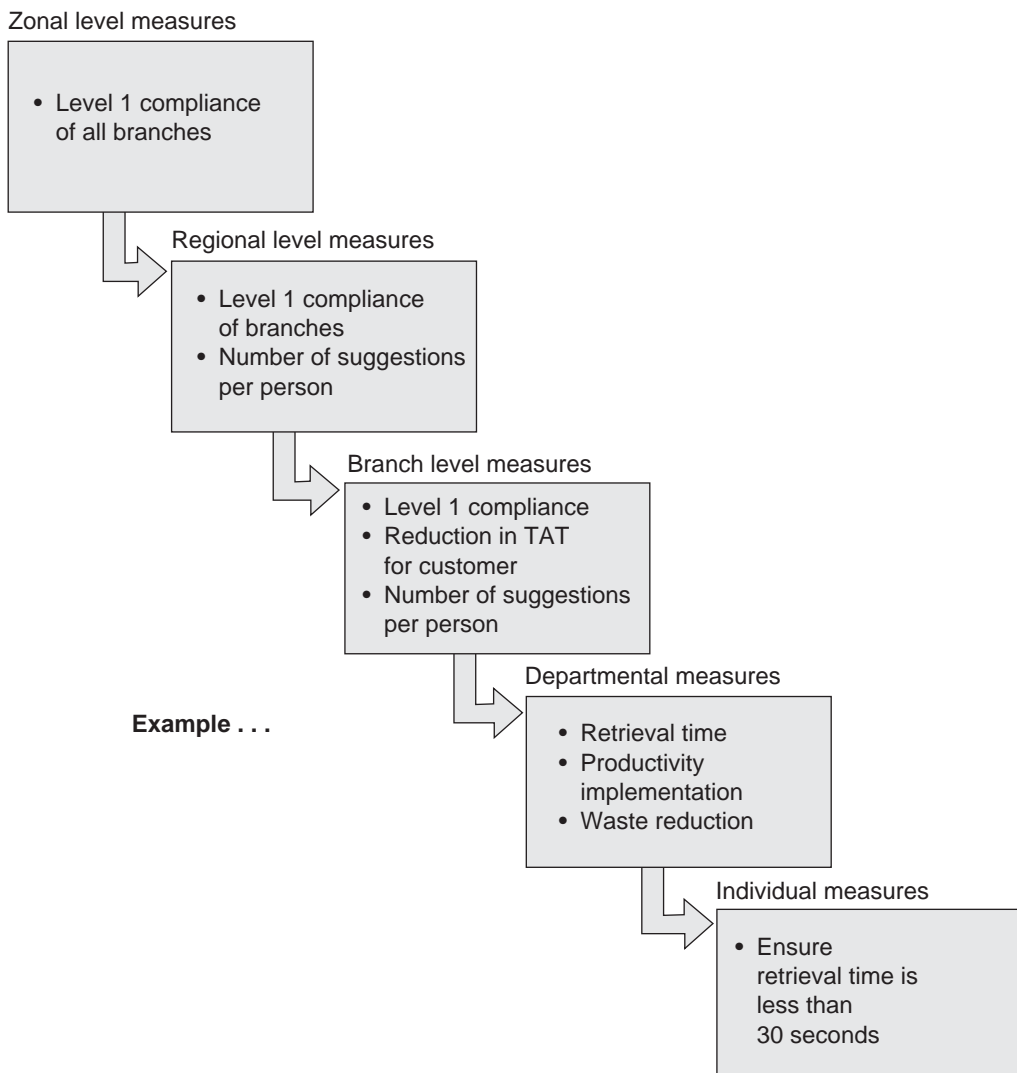 Zonal level measures
• Level 1 compliance
of all branches
Regional level measures
• Level 1 compliance
of branches
• Number of suggestions
per person
Branch level measures
• Level 1 compliance
• Reduction in TAT
for customer
• Number of suggestions
per person
Departmental measures
Example . . .
• Retrieval time
• Productivity
implementation
• Waste reduction
Individual measures
• Ensure
retrieval time is
less than
30 seconds